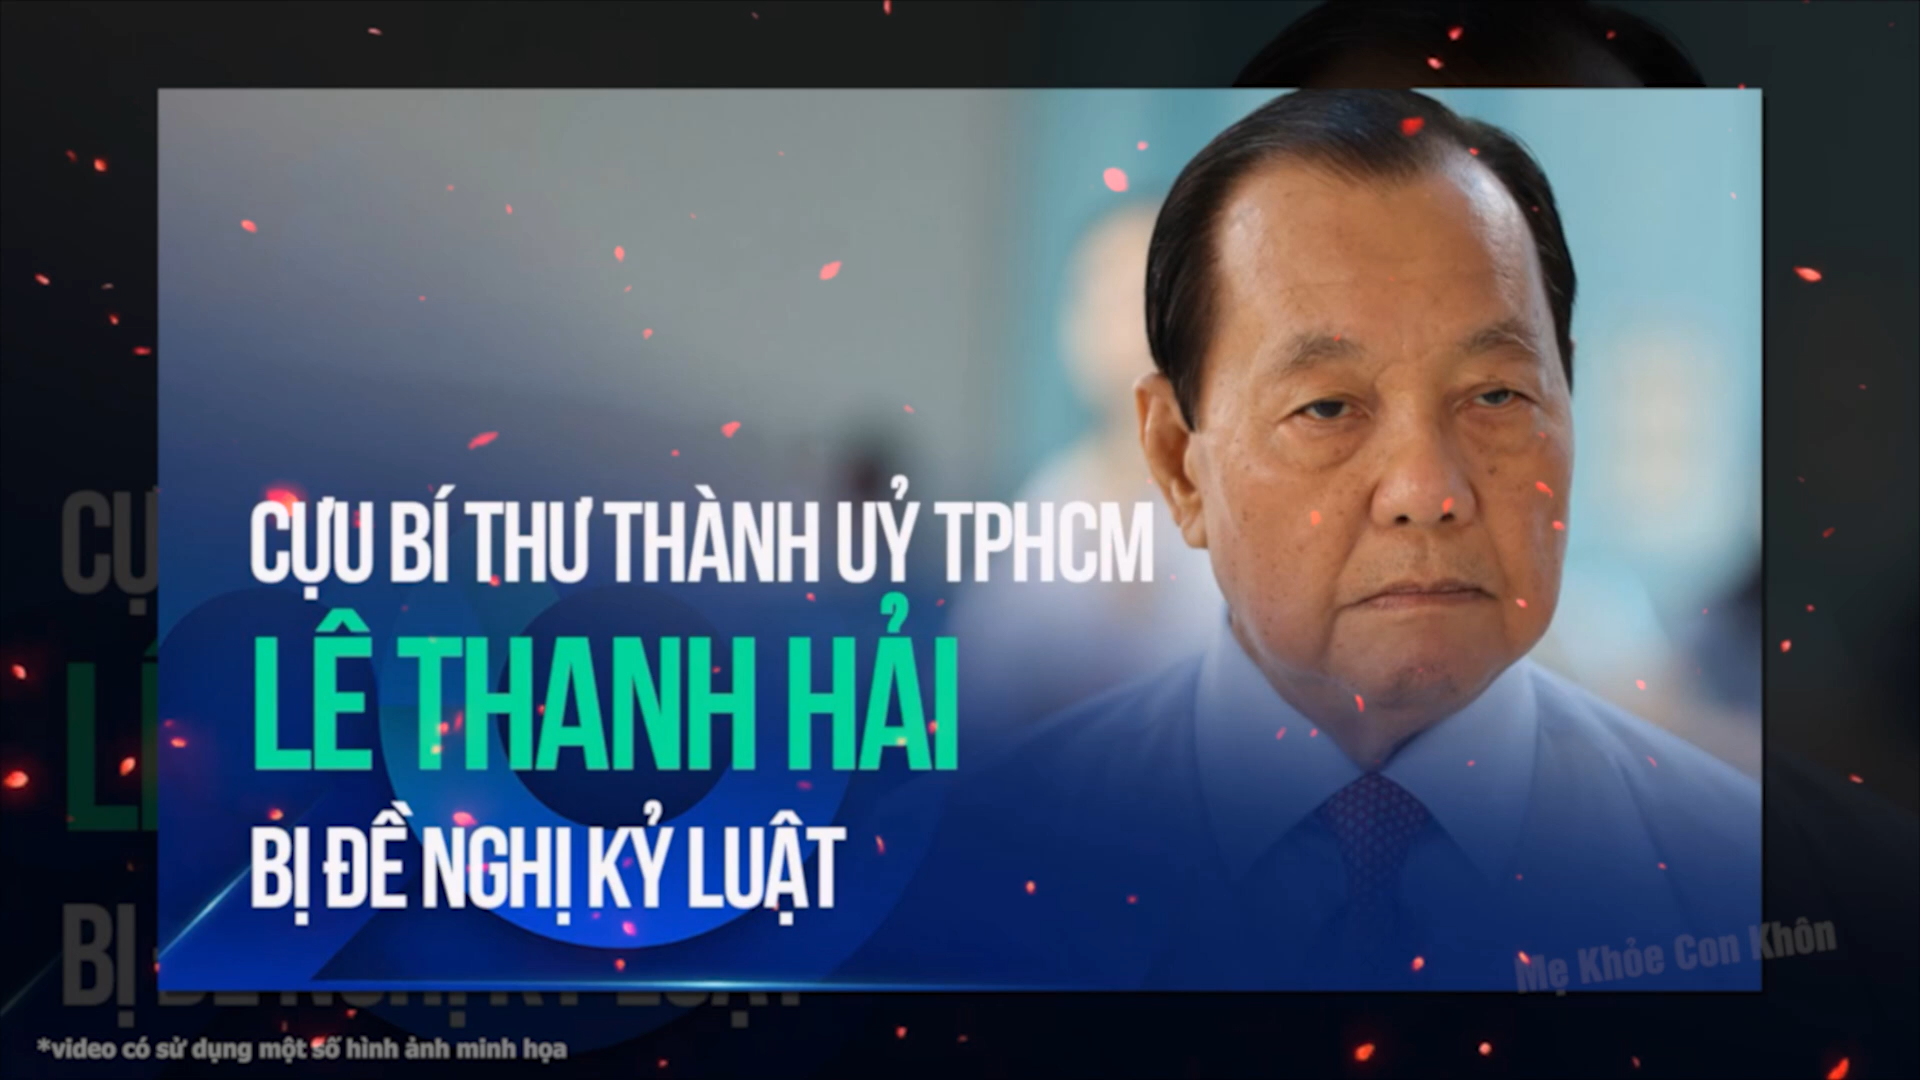 CỰU BÍ THƯ THÀNH UỶ TPHCM
LÊ THANH HẢI
BỊ ĐỀ NGHỊ KỶ LUẬT
Mẹ Khỏe Con Khôn
*video có sử dụng một số hình ảnh minh họa